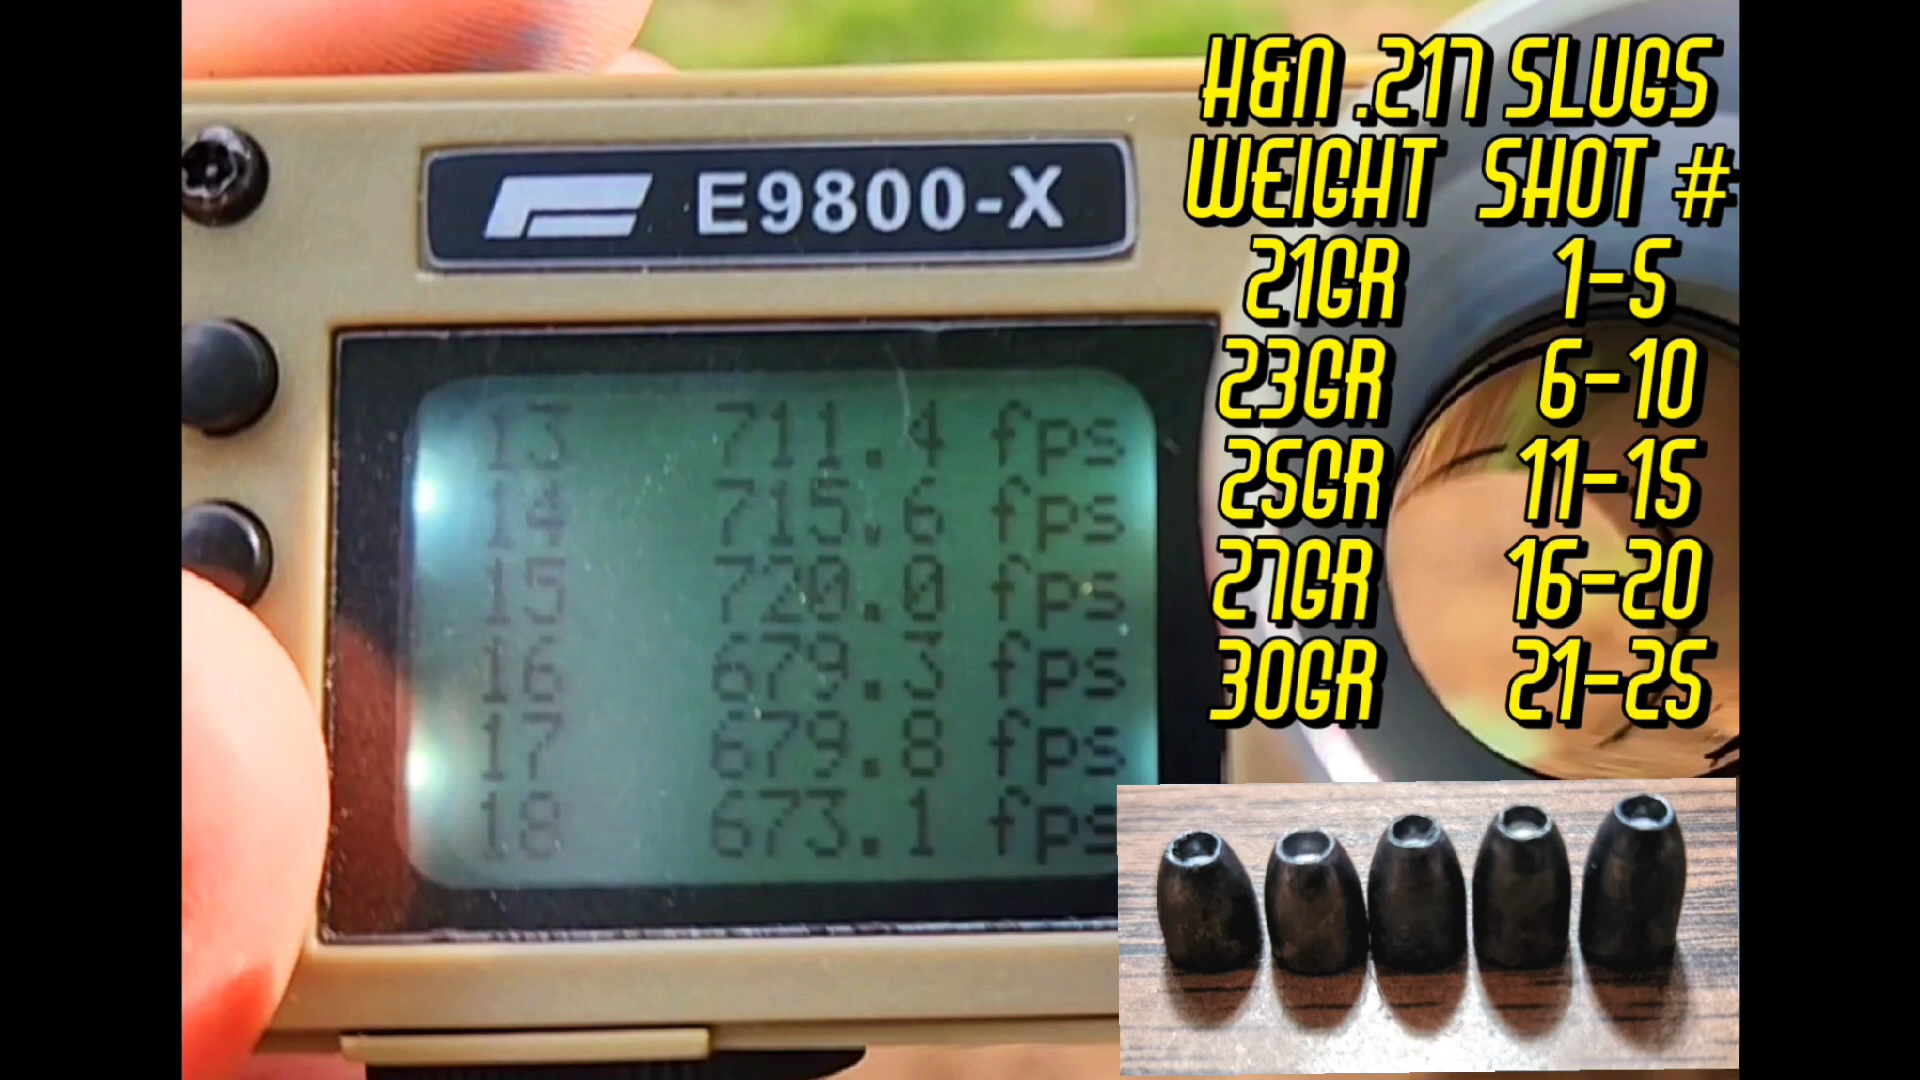 E9800-X
13 711.4 fps
14 715.6 fps
15 720.0 fps
16 679.3 fps
17 679.8 fps
18 673.1 fps
H&N .217 SLUGS
WEIGHT SHOT #
21GR 1-5
23GR 6-10
25GR 11-15
27GR 16-20
30GR 21-25